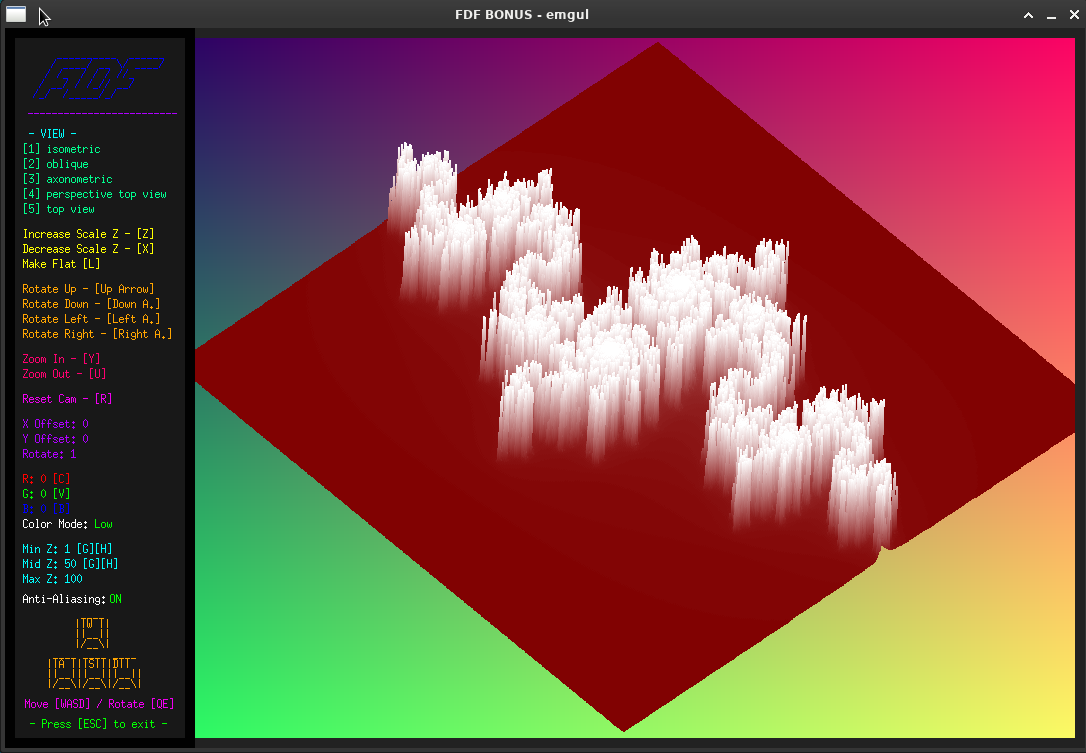 FDF BONUS - emgul
FDF
- VIEW -
[1] isometric
[2] oblique
[3] axonometric
[4] perspective top view
[5] top view
Increase Scale Z - [Z]
Decrease Scale Z - [X]
Make Flat [L]
Rotate Up - [Up Arrow]
Rotate Down - [Down A.]
Rotate Left - [Left A.]
Rotate Right - [Right A.]
Zoom In - [Y]
Zoom Out - [U]
Reset Cam - [R]
X Offset: 0
Y Offset: 0
Rotate: 1
R: 0 [C]
G: 0 [V]
Color Mode: Low
Min Z: 1 [G][H]
Mid Z: 50 [G][H]
Max Z: 100
Anti-Aliasing: ON
Move [WASD] / Rotate [QE]
- Press [ESC] to exit -